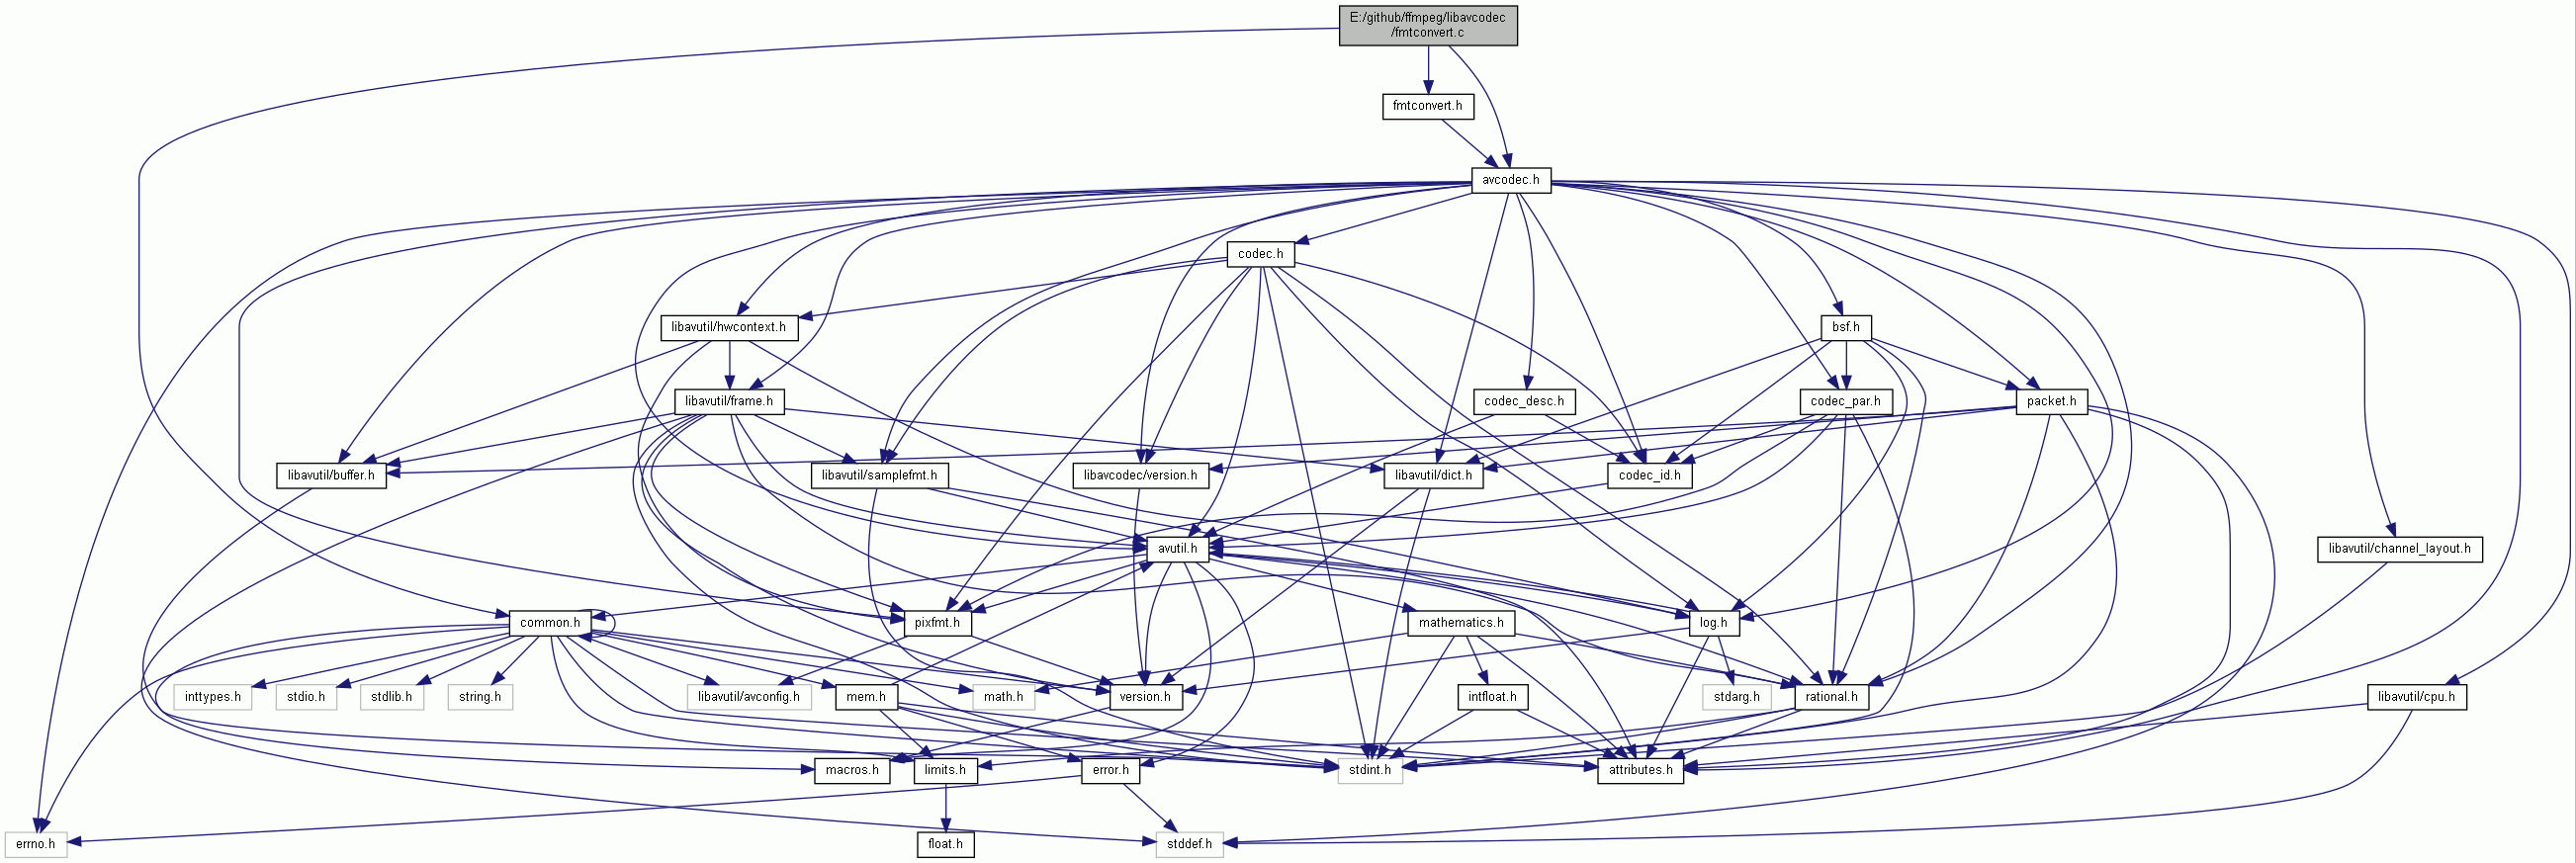 E:/github/ffmpeg/libavcodec
/fmtconvert.c
fmtconvert.h
avcodec.h
codec.h
libavutil/hwcontext.h
bsf.h
libavutil/frame.h
codec_desc.h
codec_par.h
packet.h
libavutil/buffer.h
libavutil/samplefmt.h
libavcodec/version.h
libavutil/dict.h
codec_id.h
avutil.h
libavutil/channel_layout.h
common.h
pixfmt.h
mathematics.h
log.h
inttypes.h
stdio.h
stdlib.h
string.h
libavutil/avconfig.h
mem.h
math.h
version.h
intfloat.h
stdarg.h
rational.h
libavutil/cpu.h
macros.h
limits.h
error.h
stdint.h
attributes.h
errno.h
float.h
stddef.h